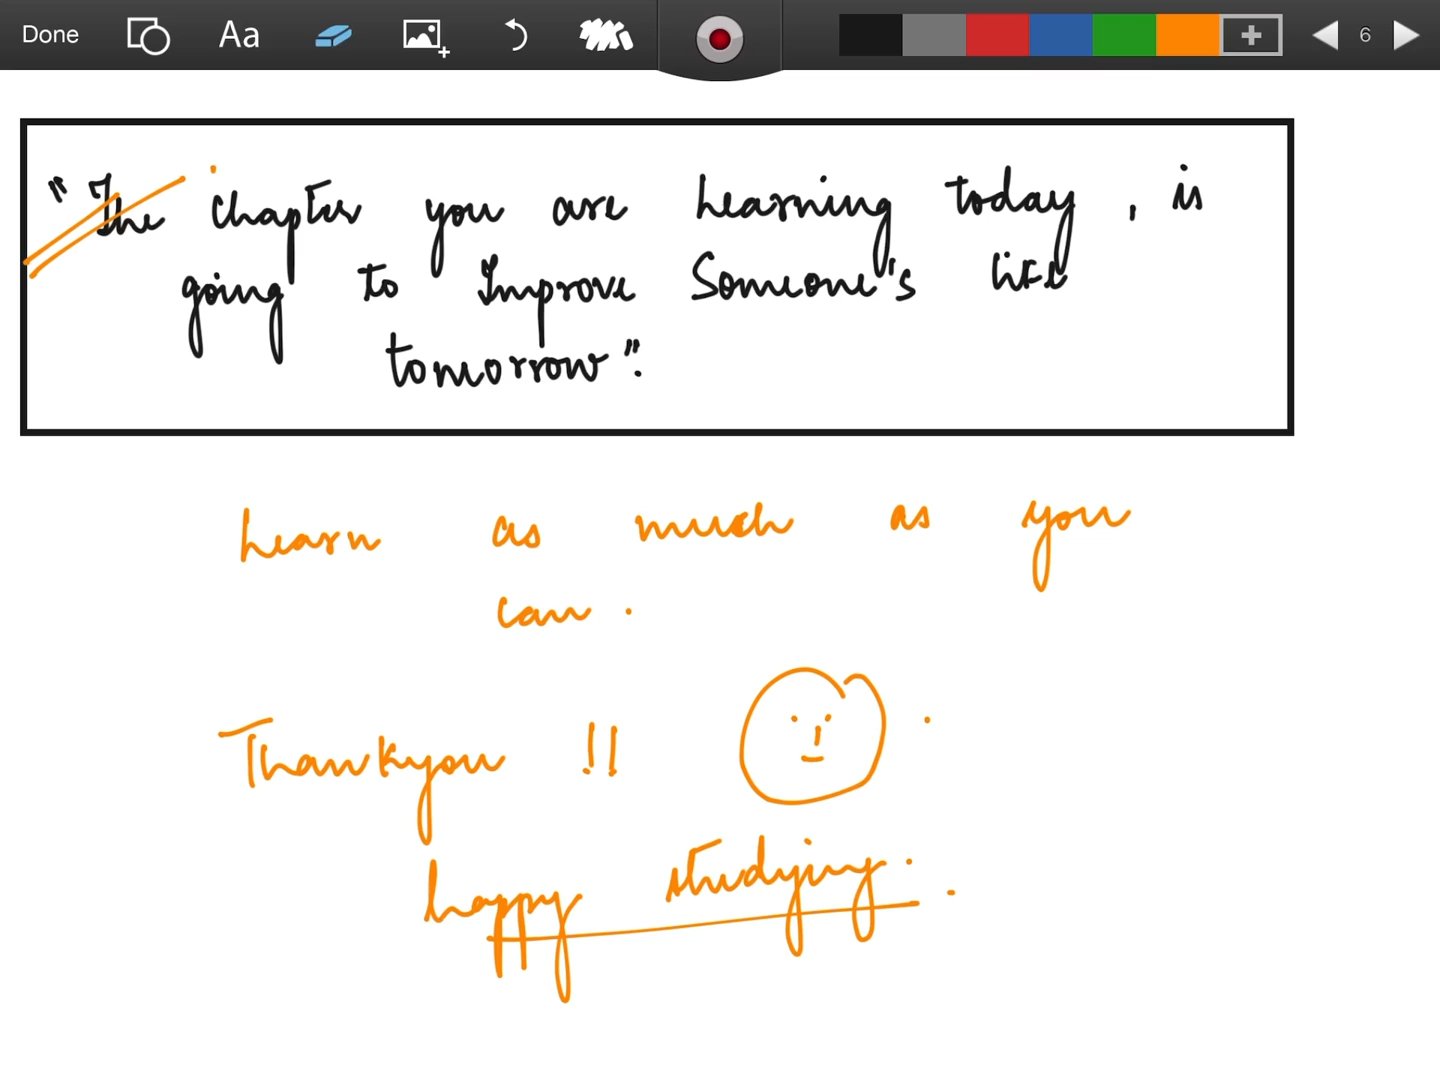 Done
Aa
6
"The chapter you are Learning today, is
going to Improve Someone's life
tomorrow".
Learn as much as you
can.
Thankyou !!
happy studying.